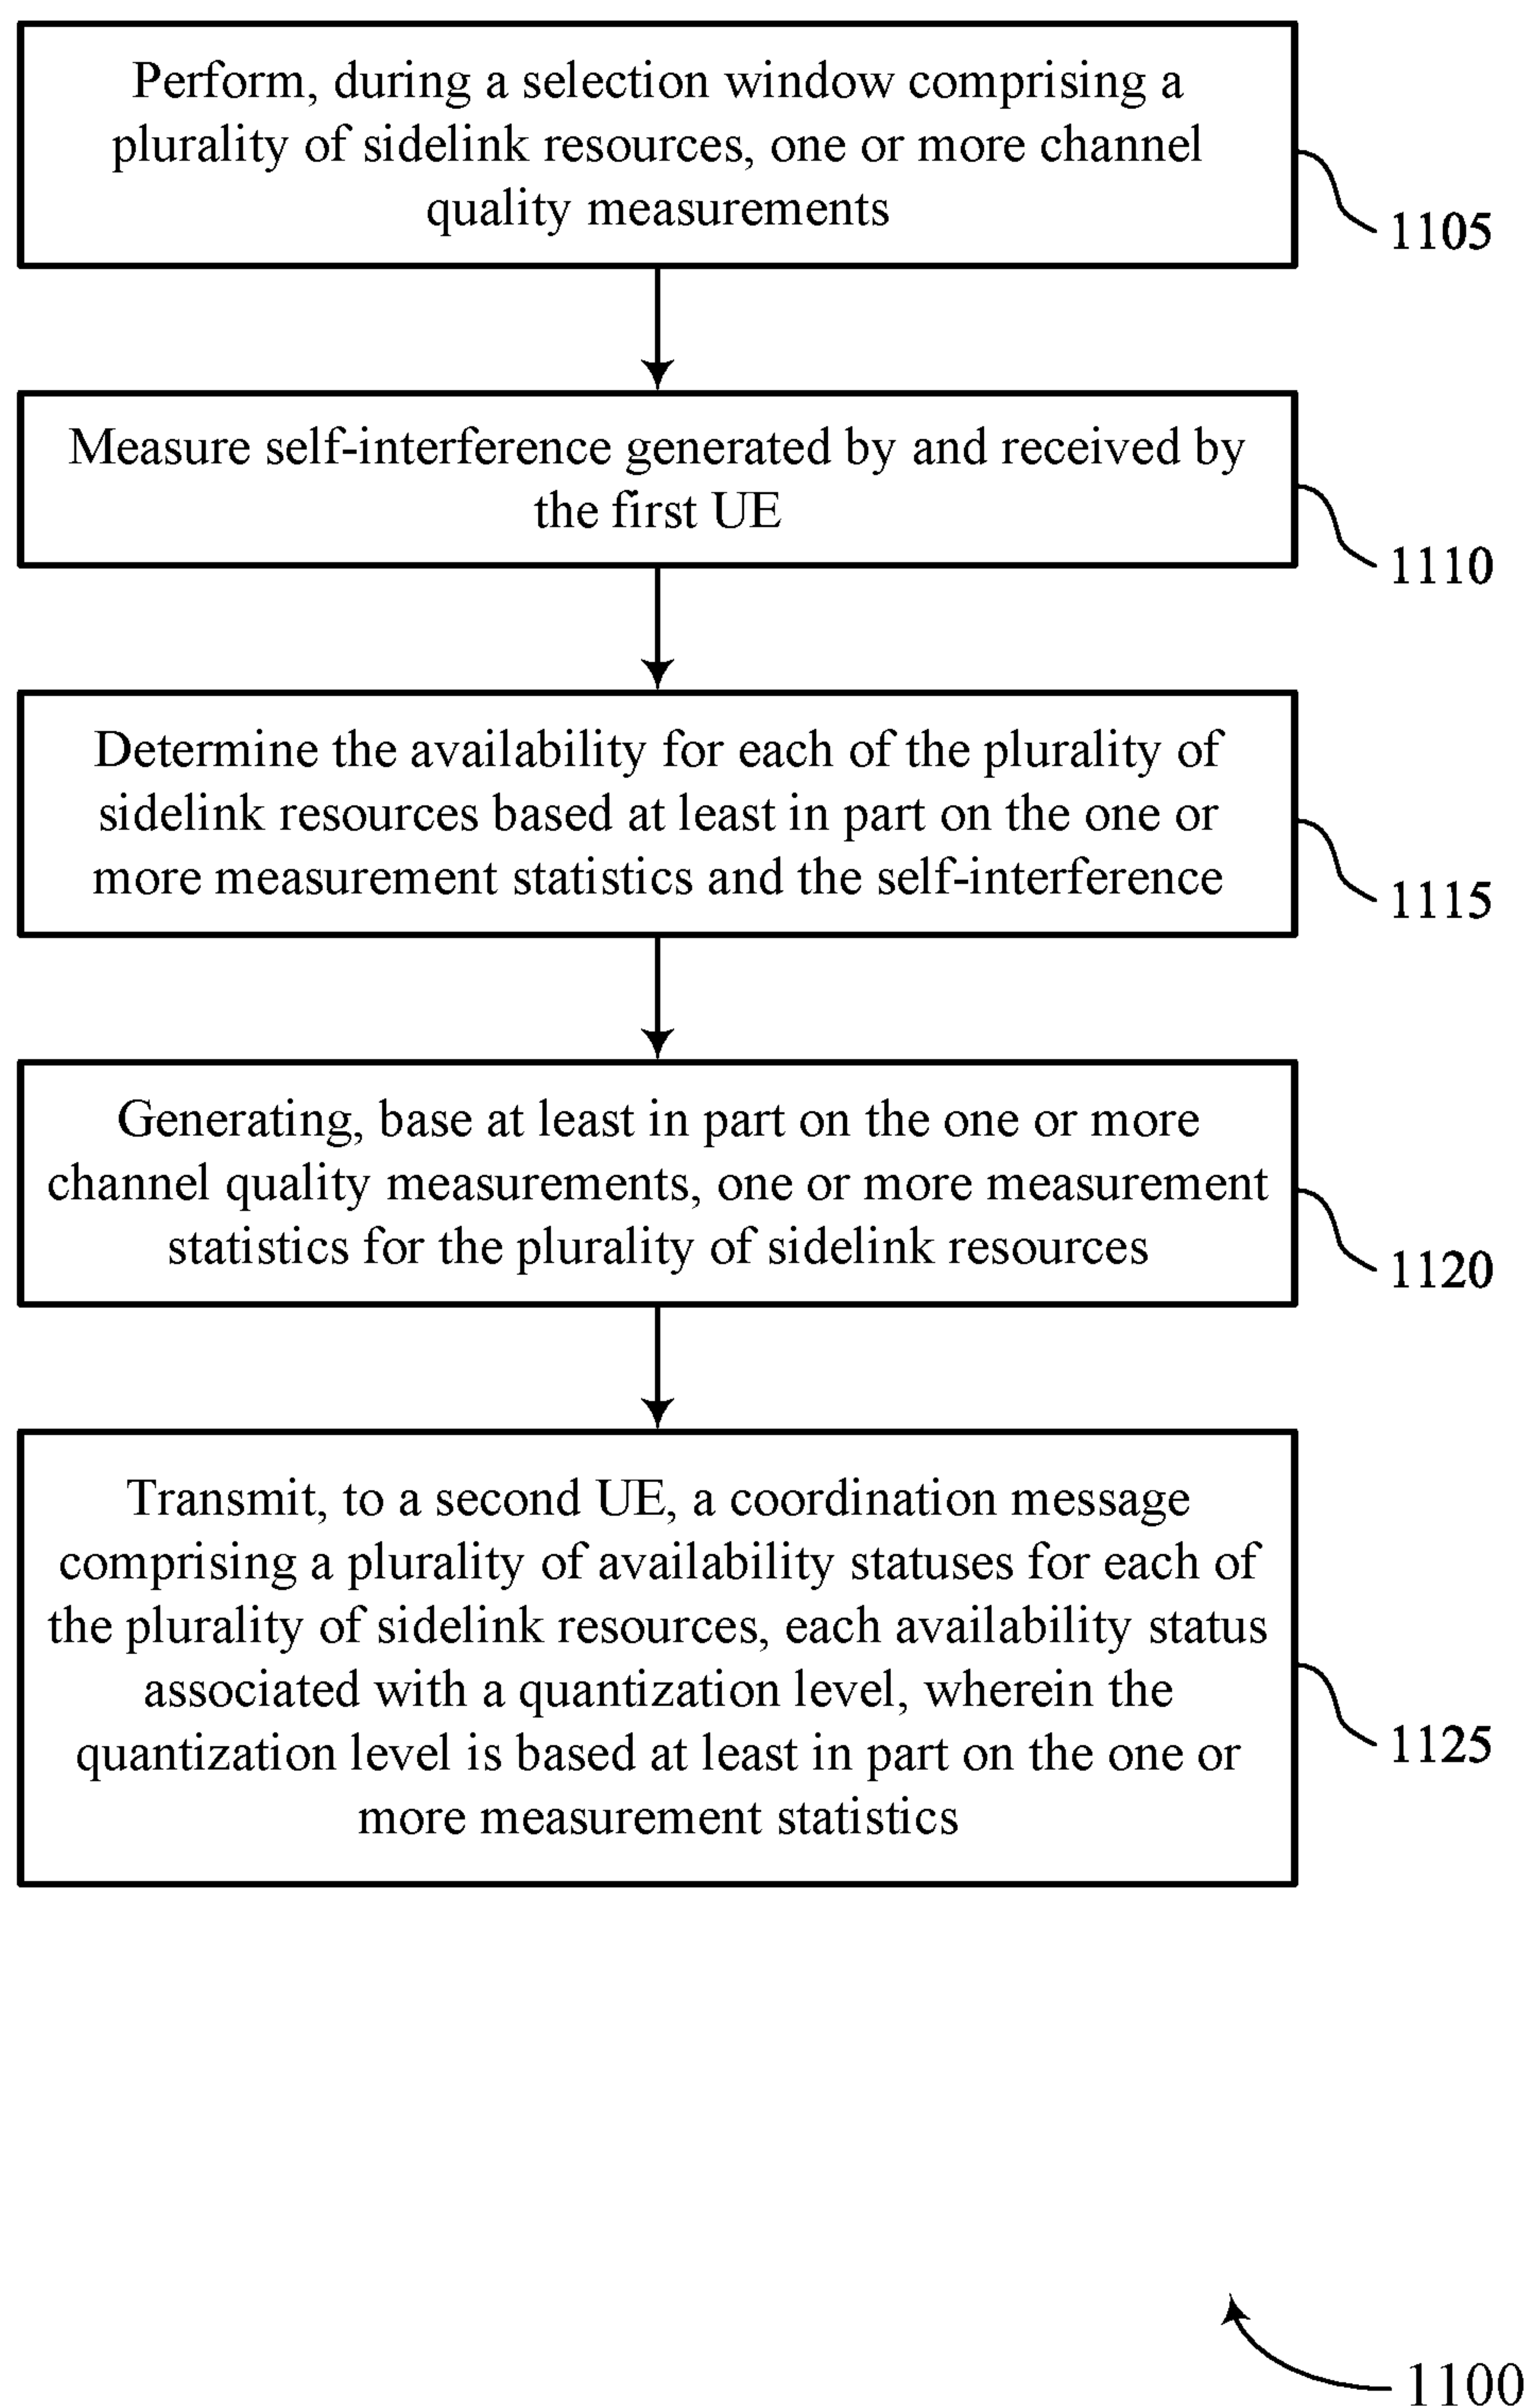 Perform, during a selection window comprising a
plurality of sidelink resources, one or more channel
quality measurements
1105
Measure self-interference generated by and received by
the first UE
1110
Determine the availability for each of the plurality of
sidelink resources based at least in part on the one or
more measurement statistics and the self-interference
1115
Generating, base at least in part on the one or more
channel quality measurements, one or more measurement
statistics for the plurality of sidelink resources
1120
Transmit, to a second UE, a coordination message
comprising a plurality of availability statuses for each of
the plurality of sidelink resources, each availability status
associated with a quantization level, wherein the
quantization level is based at least in part on the one or
more measurement statistics
1125
1100